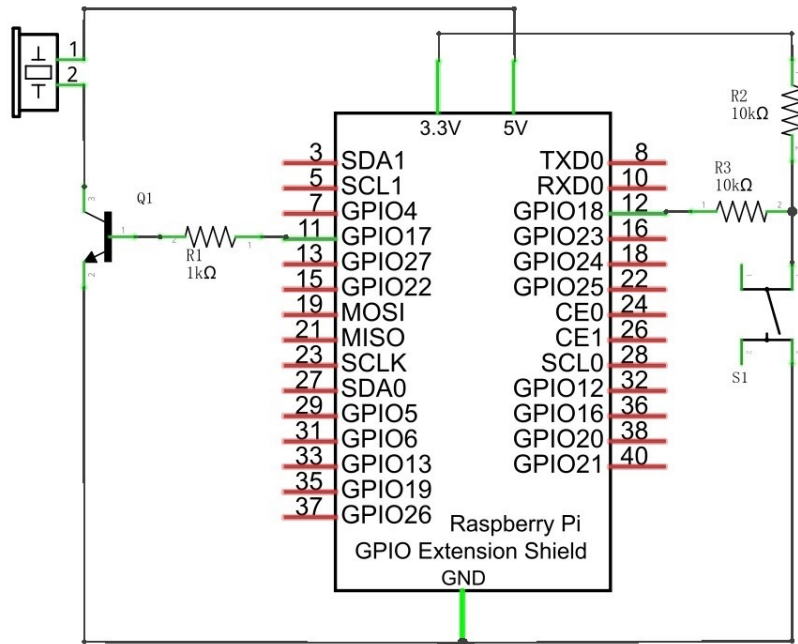 1
2
3.3V
5V
R2
10kΩ
R3
10kΩ
Q1
3
1
2
R1
1kΩ
2
1
1
2
3 SDA1
5 SCL1
7 GPIO4
11 GPIO17
13 GPIO27
15 GPIO22
19 MOSI
21 MISO
23 SCLK
27 SDA0
29 GPIO5
31 GPIO6
33 GPIO13
35 GPIO19
37 GPIO26
TXD0 8
RXD0 10
GPIO18 12
GPIO23 16
GPIO24 18
GPIO25 22
CE0 24
CE1 26
SCL0 28
GPIO12 32
GPIO16 36
GPIO20 38
GPIO21 40
S1
Raspberry Pi
GPIO Extension Shield
GND